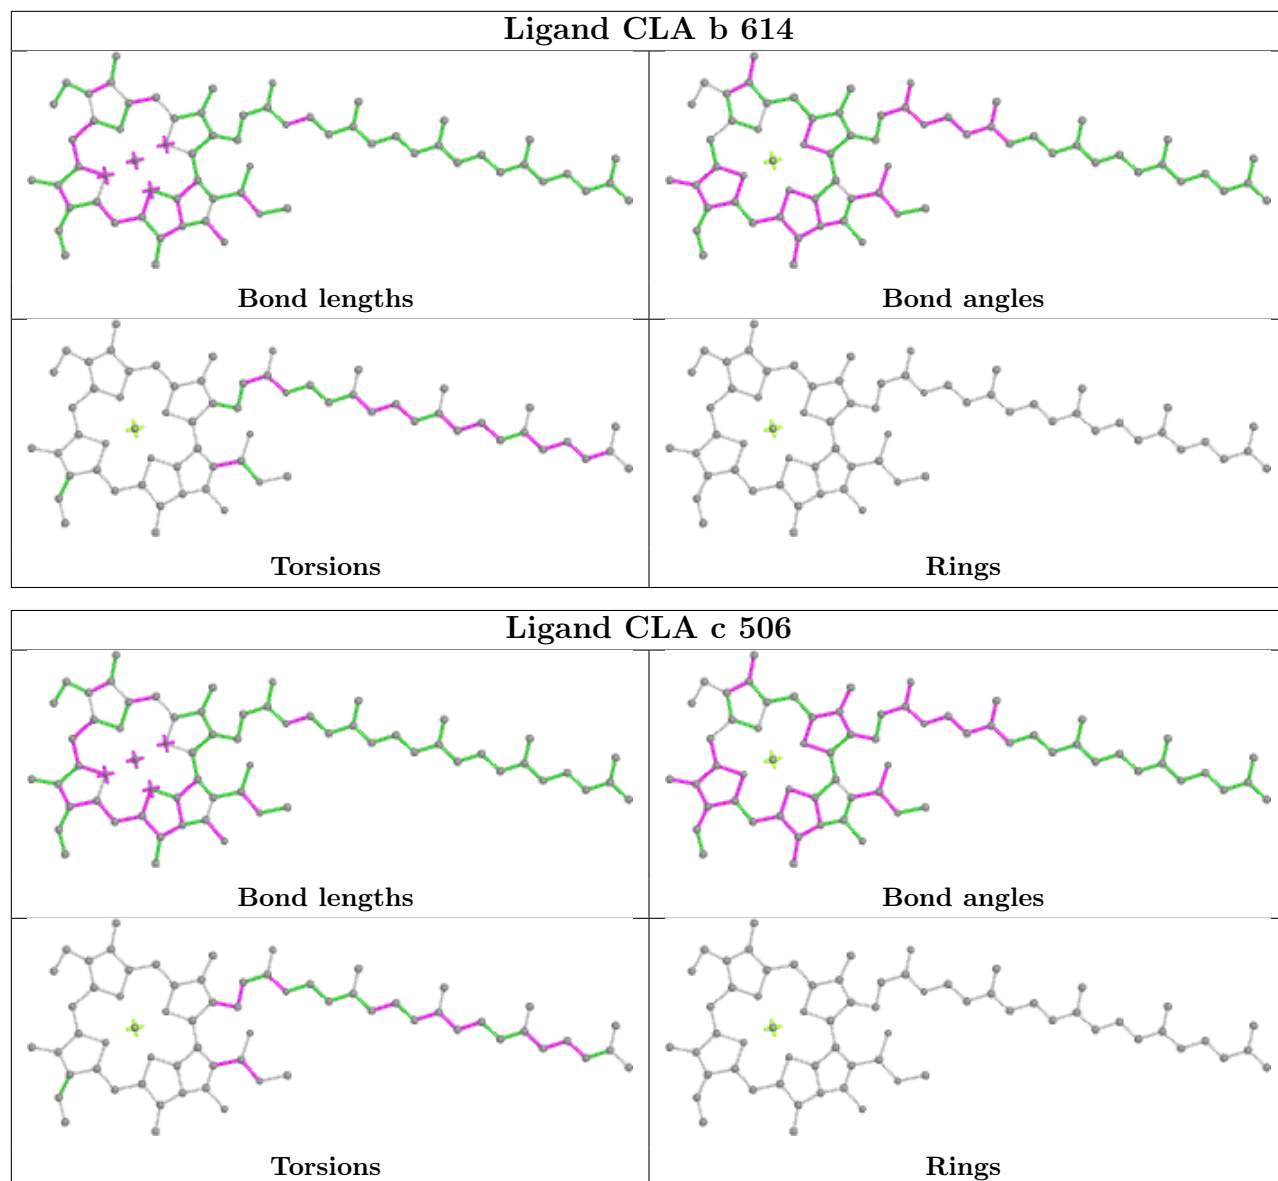 Ligand CLA b 614
Bond lengths
Bond angles
Torsions
Rings
Ligand CLA c 506
Bond lengths
Bond angles
Torsions
Rings